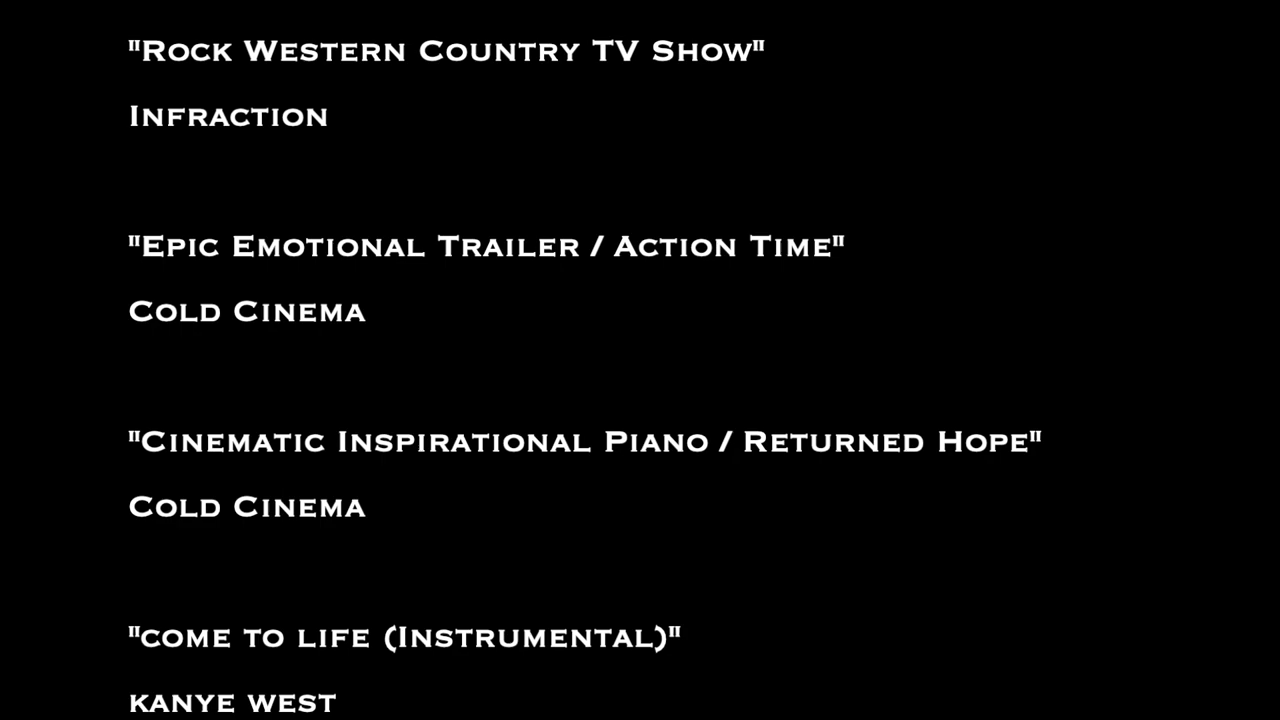 "Rock Western Country TV Show"
Infraction
"Epic Emotional Trailer / Action Time"
Cold Cinema
"Cinematic Inspirational Piano / Returned Hope"
Cold Cinema
"come to life (Instrumental)"
kanye west